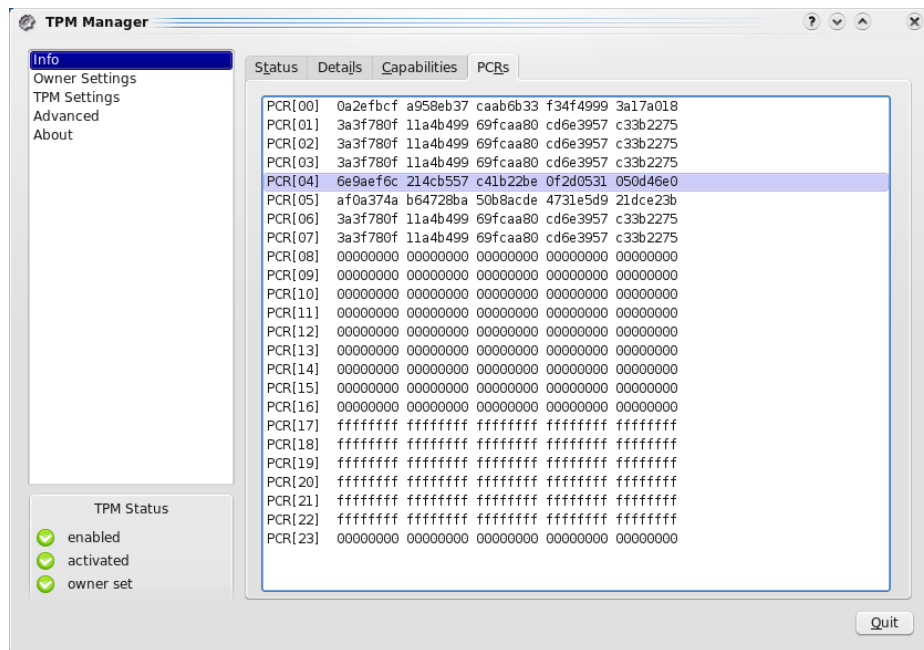 TPM Manager
Info
Owner Settings
TPM Settings
Advanced
About
Status Details Capabilities PCRs
PCR[00] 0a2efbcf a958eb37 caab6b33 f34f4999 3a17a018
PCR[01] 3a3f780f 11a4b499 69fcaa80 cd6e3957 c33b2275
PCR[02] 3a3f780f 11a4b499 69fcaa80 cd6e3957 c33b2275
PCR[03] 3a3f780f 11a4b499 69fcaa80 cd6e3957 c33b2275
PCR[04] 6e9aef6c 214cb557 c41b22be 0f2d0531 050d46e0
PCR[05] af0a374a b64728ba 50b8acde 4731e5d9 21dce23b
PCR[06] 3a3f780f 11a4b499 69fcaa80 cd6e3957 c33b2275
PCR[07] 3a3f780f 11a4b499 69fcaa80 cd6e3957 c33b2275
PCR[08] 00000000 00000000 00000000 00000000 00000000
PCR[09] 00000000 00000000 00000000 00000000 00000000
PCR[10] 00000000 00000000 00000000 00000000 00000000
PCR[11] 00000000 00000000 00000000 00000000 00000000
PCR[12] 00000000 00000000 00000000 00000000 00000000
PCR[13] 00000000 00000000 00000000 00000000 00000000
PCR[14] 00000000 00000000 00000000 00000000 00000000
PCR[15] 00000000 00000000 00000000 00000000 00000000
PCR[16] 00000000 00000000 00000000 00000000 00000000
PCR[17] ffffffff ffffffff ffffffff ffffffff ffffffff
PCR[18] ffffffff ffffffff ffffffff ffffffff ffffffff
PCR[19] ffffffff ffffffff ffffffff ffffffff ffffffff
PCR[20] ffffffff ffffffff ffffffff ffffffff ffffffff
PCR[21] ffffffff ffffffff ffffffff ffffffff ffffffff
PCR[22] ffffffff ffffffff ffffffff ffffffff ffffffff
PCR[23] 00000000 00000000 00000000 00000000 00000000
TPM Status
enabled
activated
owner set
Quit